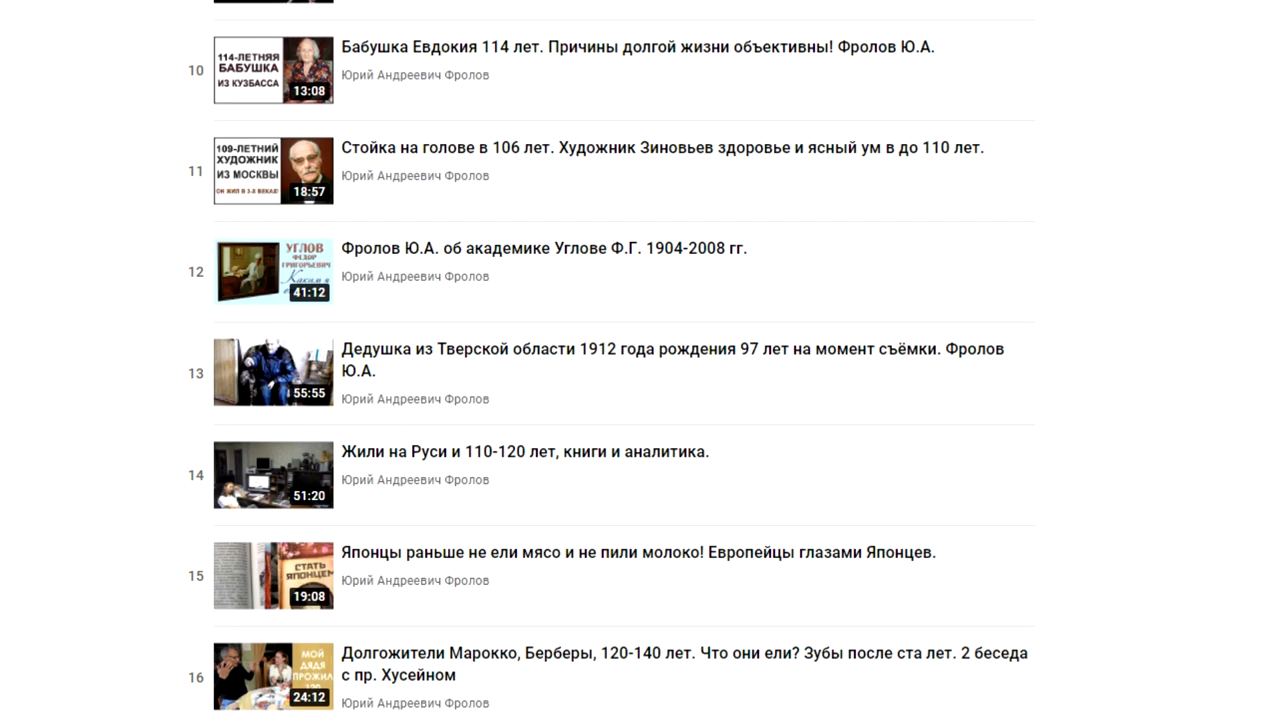 10
114-ЛЕТНЯЯ
БАБУШКА
ИЗ КУЗБАССА
13:08
Бабушка Евдокия 114 лет. Причины долгой жизни объективны! Фролов Ю.А.
Юрий Андреевич Фролов
11
109-ЛЕТНИЙ
ХУДОЖНИК
ИЗ МОСКВЫ
ОН ЖИЛ В 3-Х ВЕКАХ!
18:57
Стойка на голове в 106 лет. Художник Зиновьев здоровье и ясный ум в до 110 лет.
Юрий Андреевич Фролов
12
УГЛОВ
ФЕДОР
ГРИГОРЬЕВИЧ
41:12
Фролов Ю.А. об академике Углове Ф.Г. 1904-2008 гг.
Юрий Андреевич Фролов
13
55:55
Дедушка из Тверской области 1912 года рождения 97 лет на момент съёмки. Фролов
Ю.А.
Юрий Андреевич Фролов
14
51:20
Жили на Руси и 110-120 лет, книги и аналитика.
Юрий Андреевич Фролов
15
СТАТЬ
ЯПОНЦЕМ
19:08
Японцы раньше не ели мясо и не пили молоко! Европейцы глазами Японцев.
Юрий Андреевич Фролов
16
МОЙ
ДЯДЯ
ПРОЖИЛ
24:12
Долгожители Марокко, Берберы, 120-140 лет. Что они ели? Зубы после ста лет. 2 беседа
с пр. Хусейном
Юрий Андреевич Фролов